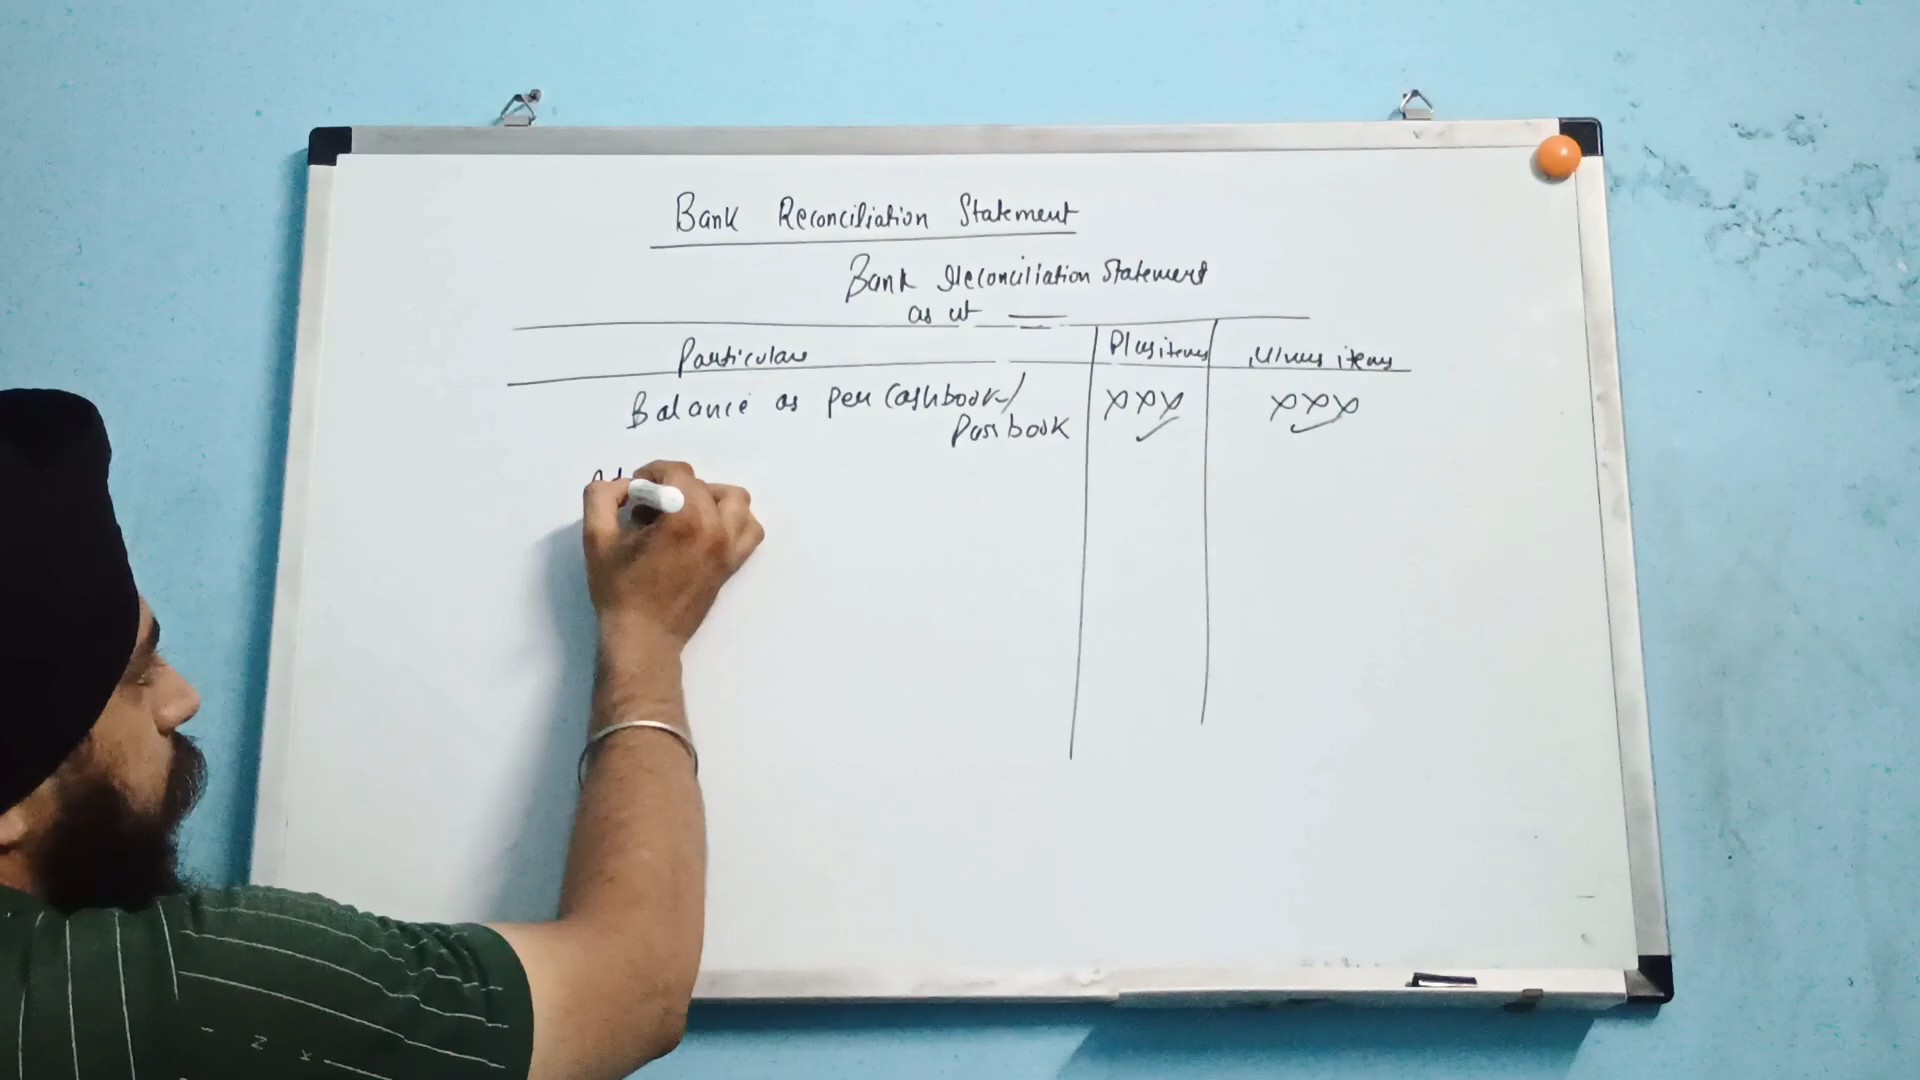 Bank Reconciliation Statement
Bank Reconciliation Statement
as at
Particulars Plus items Minus items
Balance as per Cashbook/ xxx xxx
Passbook
Ad